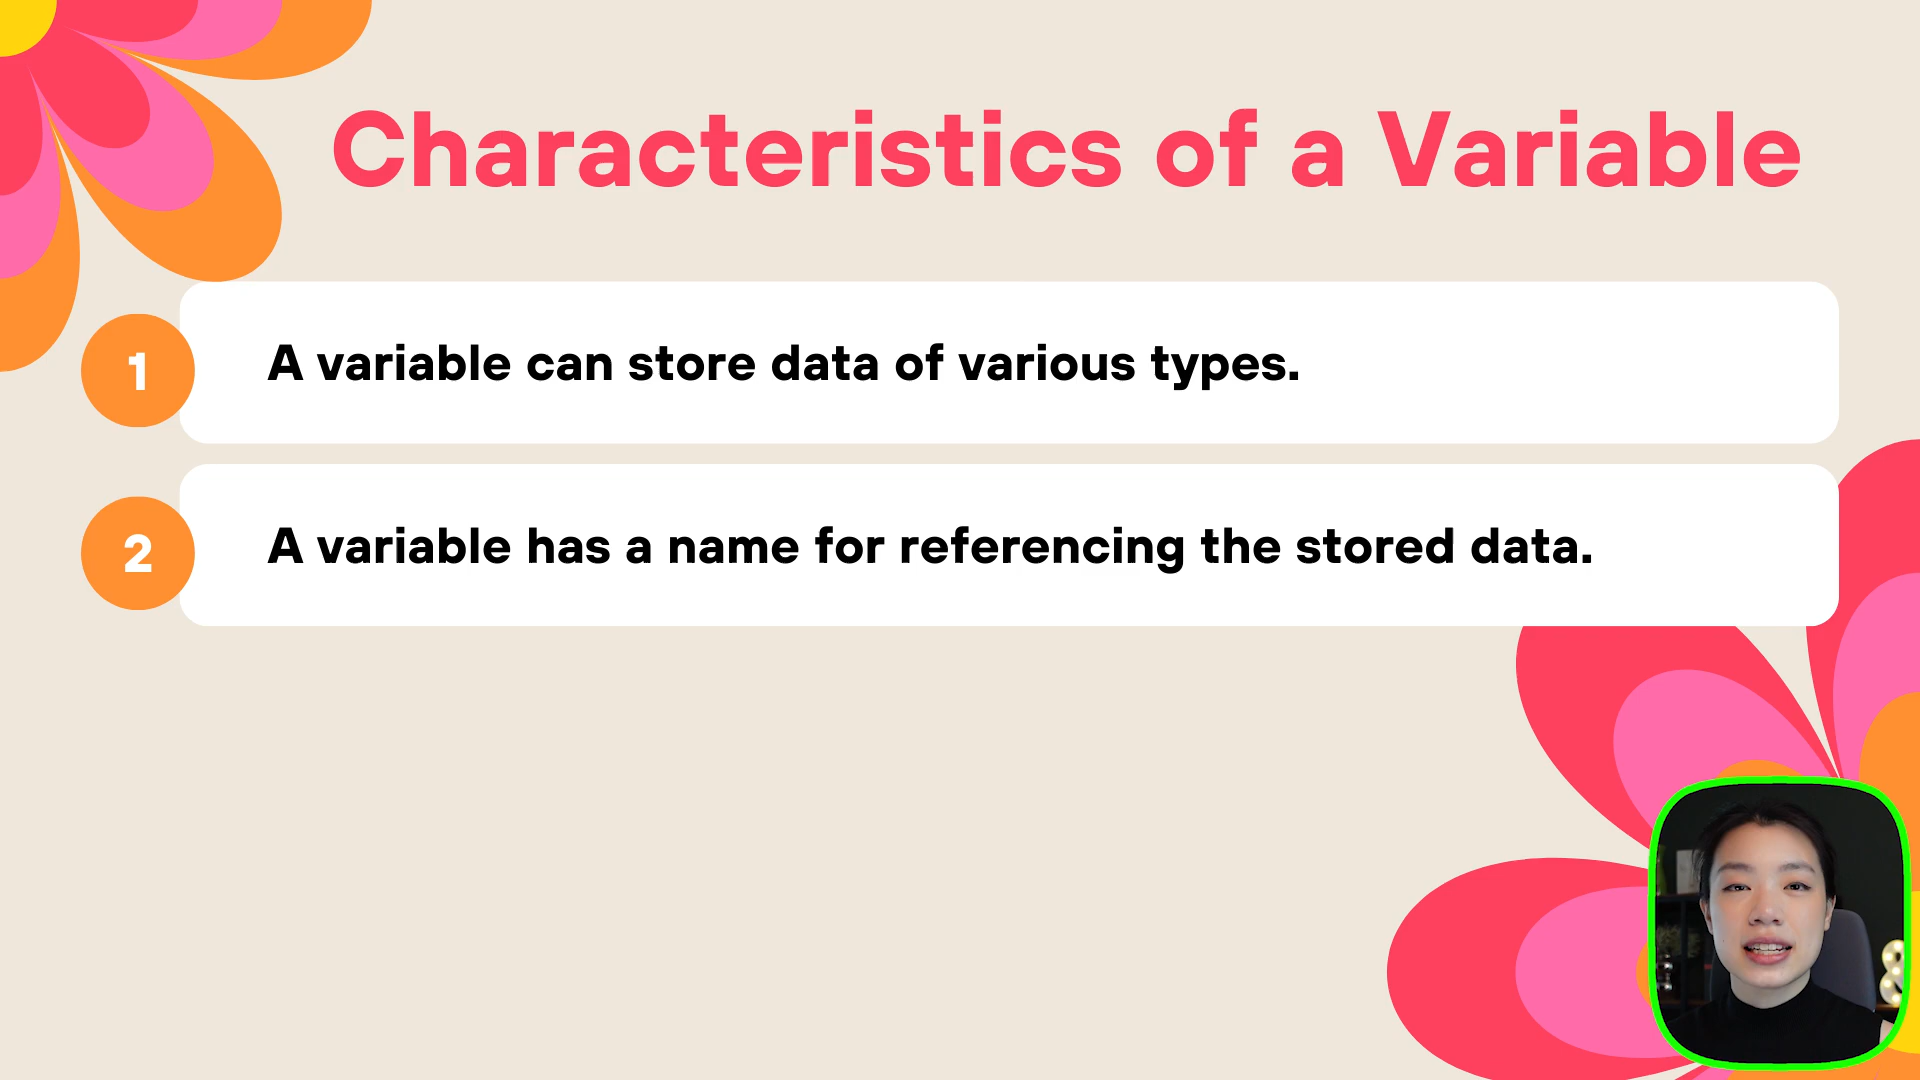 Characteristics of a Variable
1
A variable can store data of various types.
2
A variable has a name for referencing the stored data.